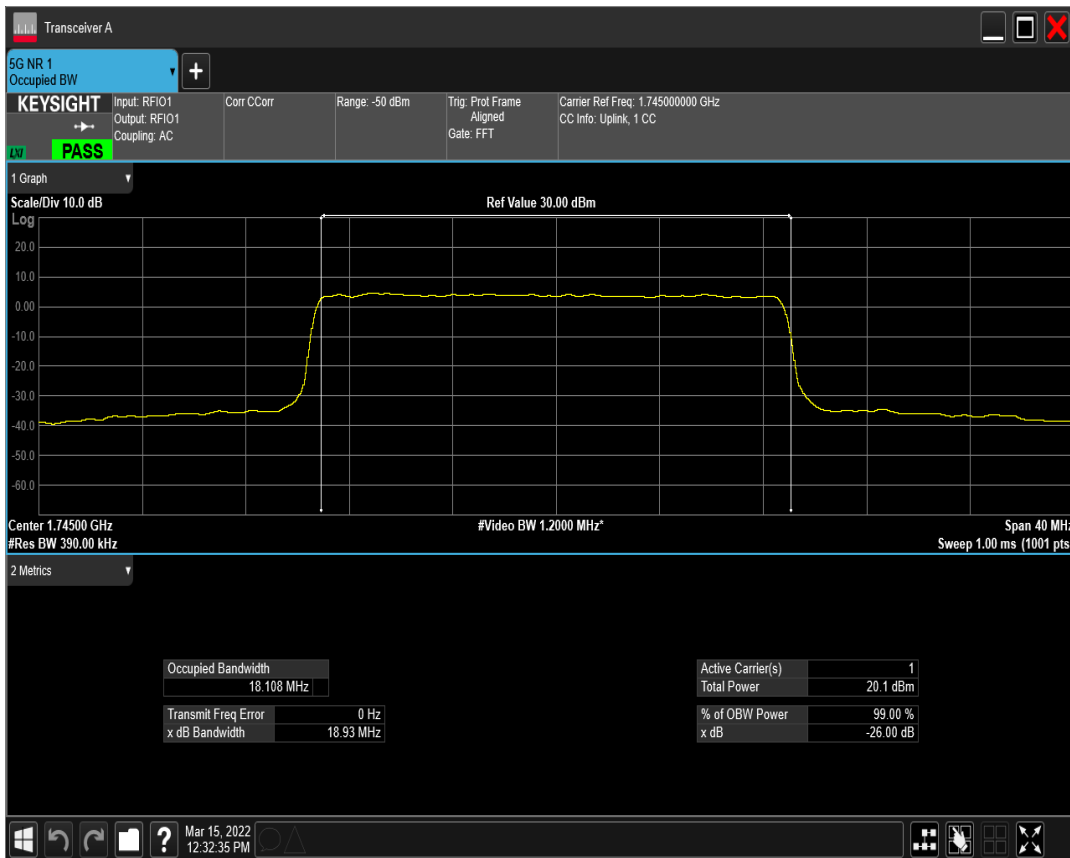 Transceiver A
5G NR 1
Occupied BW
+
KEYSIGHT
LXI
PASS
Input: RFIO1
Output: RFIO1
Coupling: AC
Corr CCorr
Range: -50 dBm
Trig: Prot Frame
Aligned
Gate: FFT
Carrier Ref Freq: 1.745000000 GHz
CC Info: Uplink, 1 CC
1 Graph
Scale/Div 10.0 dB
Ref Value 30.00 dBm
Log
20.0
10.0
0.00
-10.0
-20.0
-30.0
-40.0
-50.0
-60.0
Center 1.74500 GHz
#Video BW 1.2000 MHz*
Span 40 MHz
#Res BW 390.00 kHz
Sweep 1.00 ms (1001 pts
2 Metrics
Occupied Bandwidth
18.108 MHz
Transmit Freq Error 0 Hz
x dB Bandwidth 18.93 MHz
Active Carrier(s) 1
Total Power 20.1 dBm
% of OBW Power 99.00 %
x dB -26.00 dB
?
Mar 15, 2022
12:32:35 PM